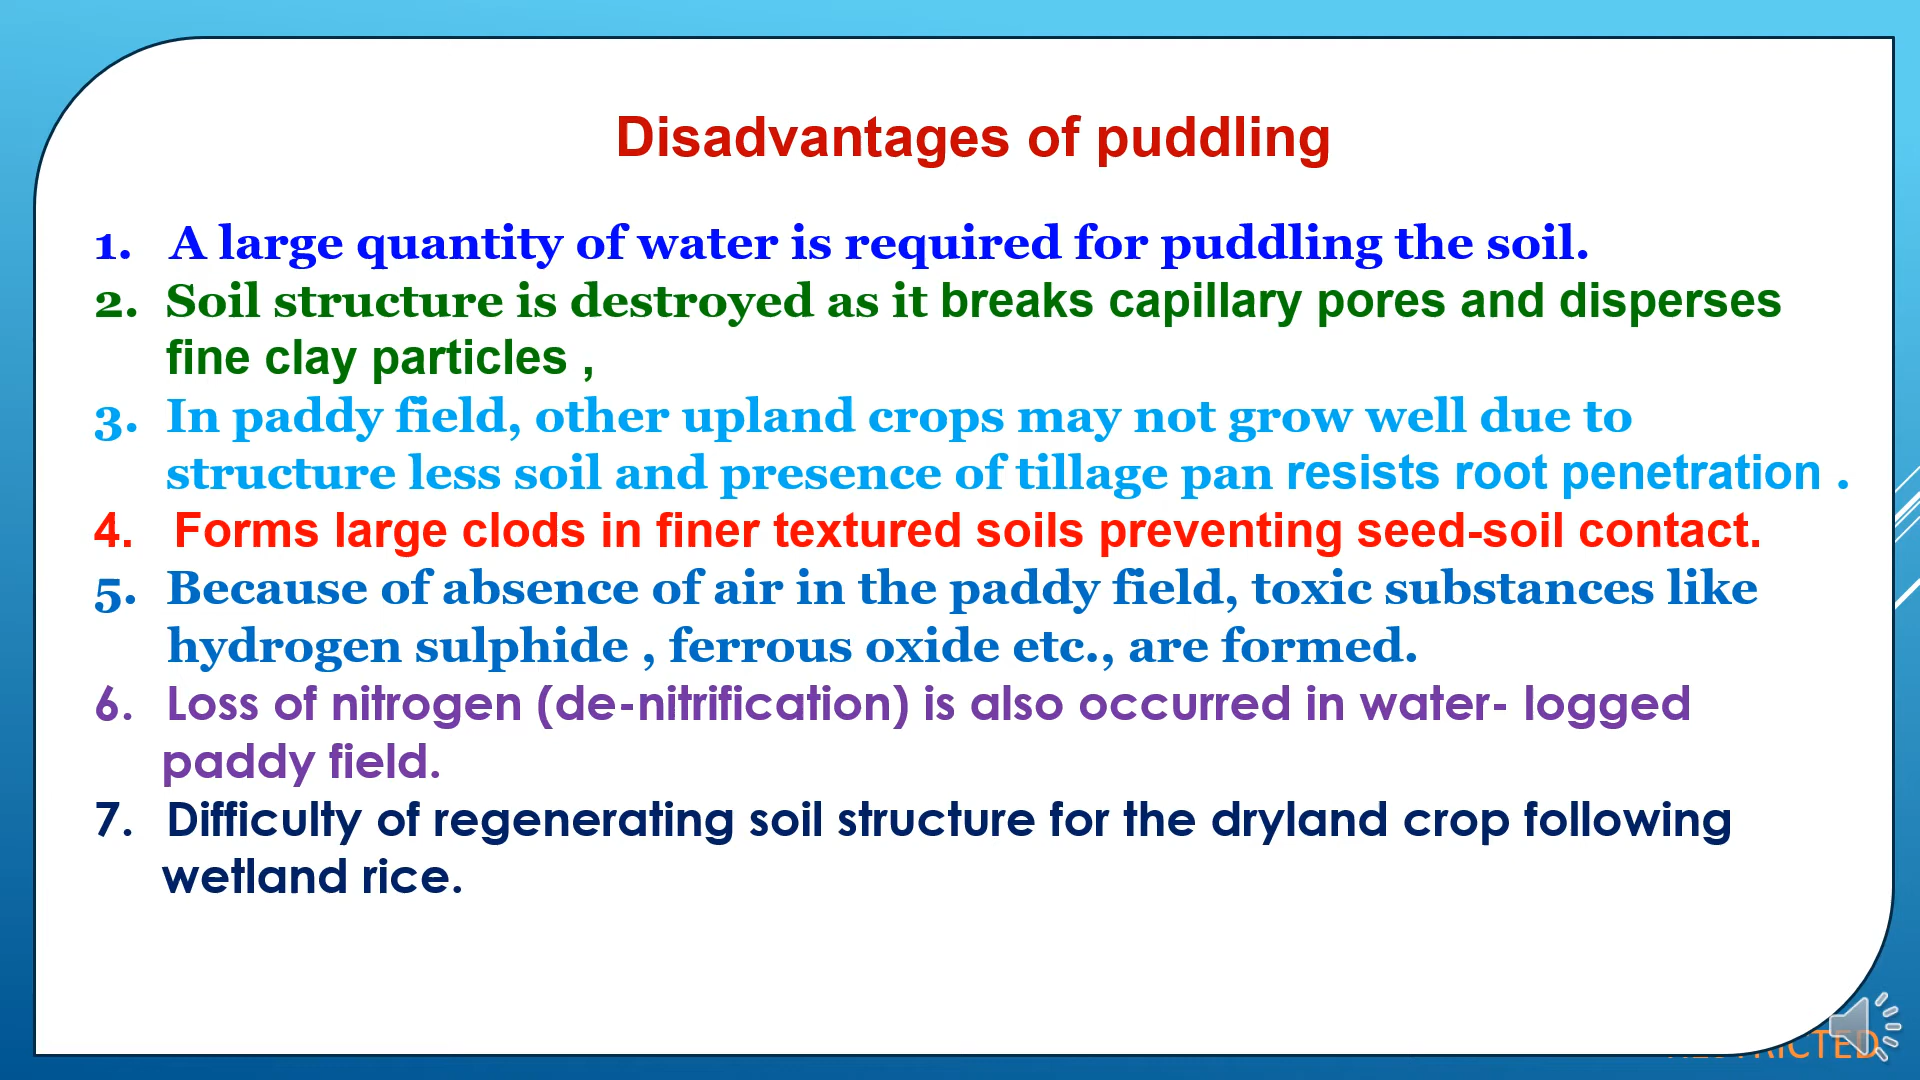 Disadvantages of puddling
1. A large quantity of water is required for puddling the soil.
2. Soil structure is destroyed as it breaks capillary pores and disperses
fine clay particles ,
3. In paddy field, other upland crops may not grow well due to
structure less soil and presence of tillage pan resists root penetration .
4. Forms large clods in finer textured soils preventing seed-soil contact.
5. Because of absence of air in the paddy field, toxic substances like
hydrogen sulphide , ferrous oxide etc., are formed.
6. Loss of nitrogen (de-nitrification) is also occurred in water- logged
paddy field.
7. Difficulty of regenerating soil structure for the dryland crop following
wetland rice.